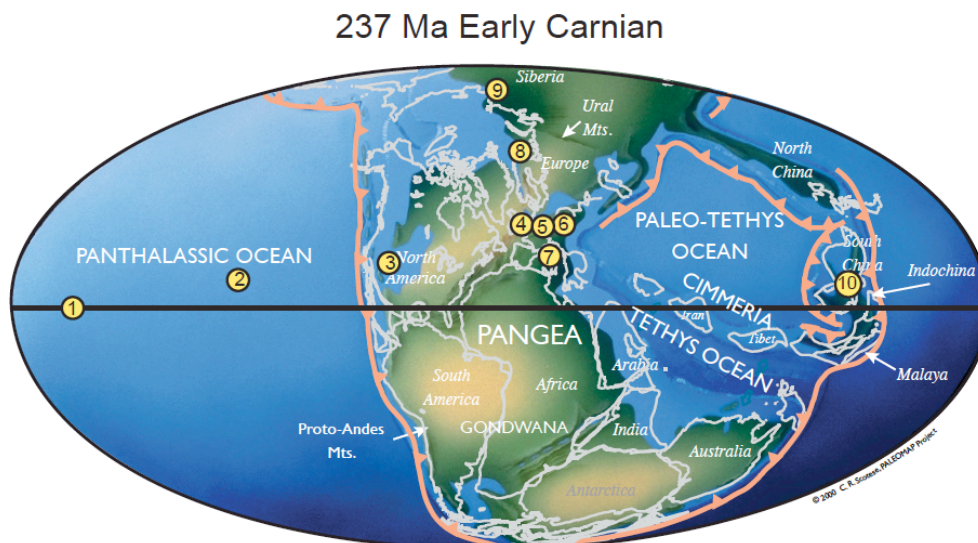 237 Ma Early Carnian
Siberia
9
Ural
Mts.
8
Europe
North
China
PALEO-TETHYS
OCEAN
4
5
6
7
PANTHALASSIC OCEAN
2
3
North
America
South
China
10
Indochina
1
CIMMERIA
Iran
Tibet
TETHYS OCEAN
PANGEA
South
America
Africa
Arabia
Malaya
Proto-Andes
Mts.
GONDWANA
India
Australia
Antarctica
© 2000 C. R. Scotese, PALEOMAP Project